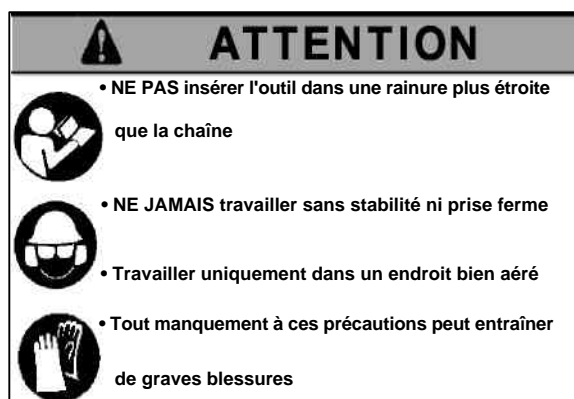 ATTENTION
• NE PAS insérer l'outil dans une rainure plus étroite
que la chaîne
• NE JAMAIS travailler sans stabilité ni prise ferme
• Travailler uniquement dans un endroit bien aéré
• Tout manquement à ces précautions peut entraîner
de graves blessures